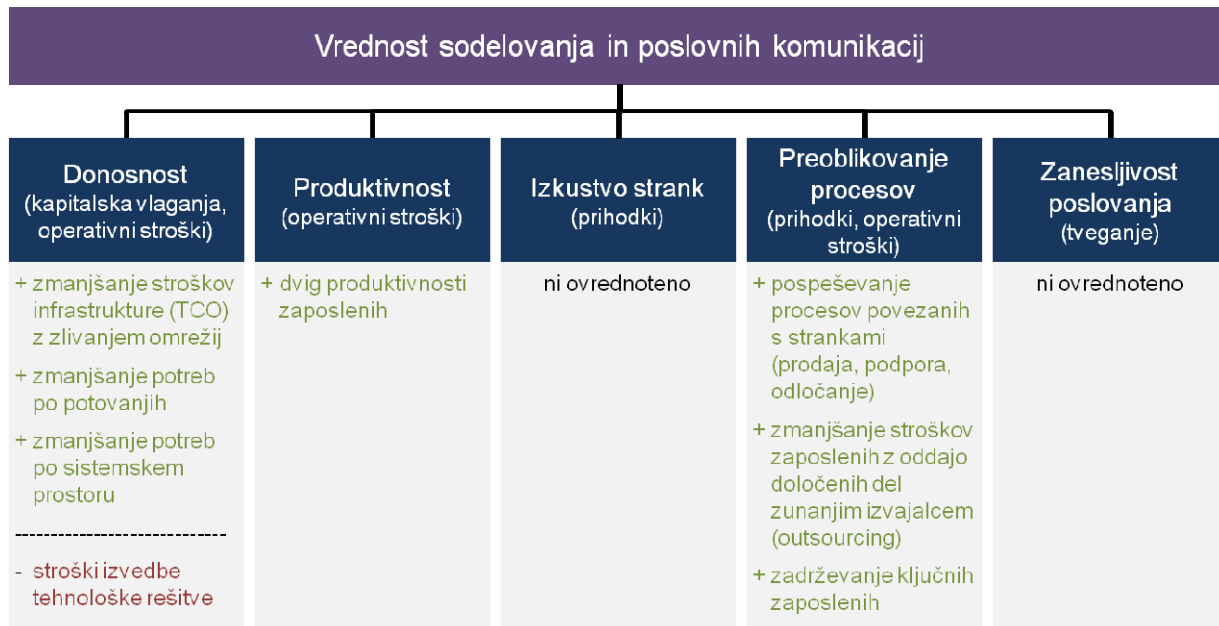 Vrednost sodelovanja in poslovnih komunikacij
Donosnost
(kapitalska vlaganja,
operativni stroški)
+ zmanjšanje stroškov
infrastrukture (TCO)
z zlivanjem omrežij
+ zmanjšanje potreb
po potovanjih
+ zmanjšanje potreb
po sistemskem
prostoru
------------------------------
- stroški izvedbe
tehnološke rešitve
Produktivnost
(operativni stroški)
+ dvig produktivnosti
zaposlenih
Izkustvo strank
(prihodki)
ni ovrednoteno
Preoblikovanje
procesov
(prihodki, operativni
stroški)
+ pospeševanje
procesov povezanih
s strankami
(prodaja, podpora,
odločanje)
+ zmanjšanje stroškov
zaposlenih z oddajo
določenih del
zunanjim izvajalcem
(outsourcing)
+ zadrževanje ključnih
zaposlenih
Zanesljivost
poslovanja
(tveganje)
ni ovrednoteno